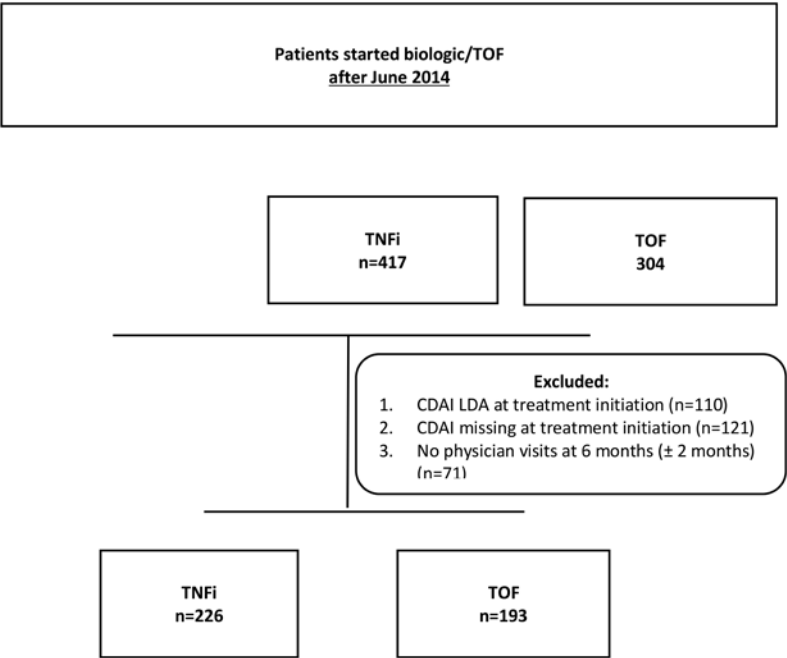 Patients started biologic/TOF
after June 2014
TNFi
n=417
TOF
304
Excluded:
1. CDAI LDA at treatment initiation (n=110)
2. CDAI missing at treatment initiation (n=121)
3. No physician visits at 6 months (± 2 months)
(n=71)
TNFi
n=226
TOF
n=193